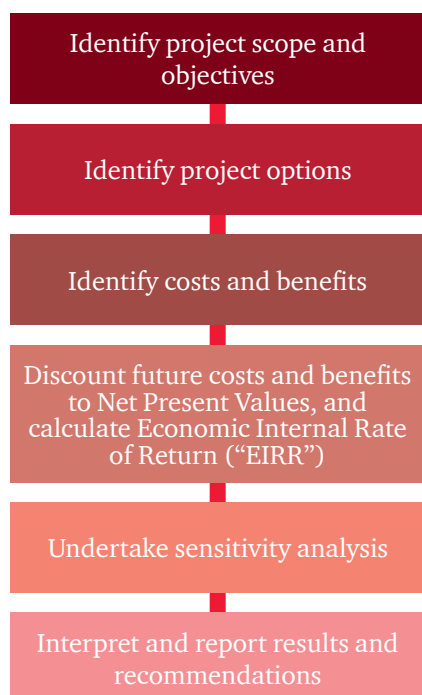 Identify project scope and
objectives
Identify project options
Identify costs and benefits
Discount future costs and benefits
to Net Present Values, and
calculate Economic Internal Rate
of Return (“EIRR”)
Undertake sensitivity analysis
Interpret and report results and
recommendations